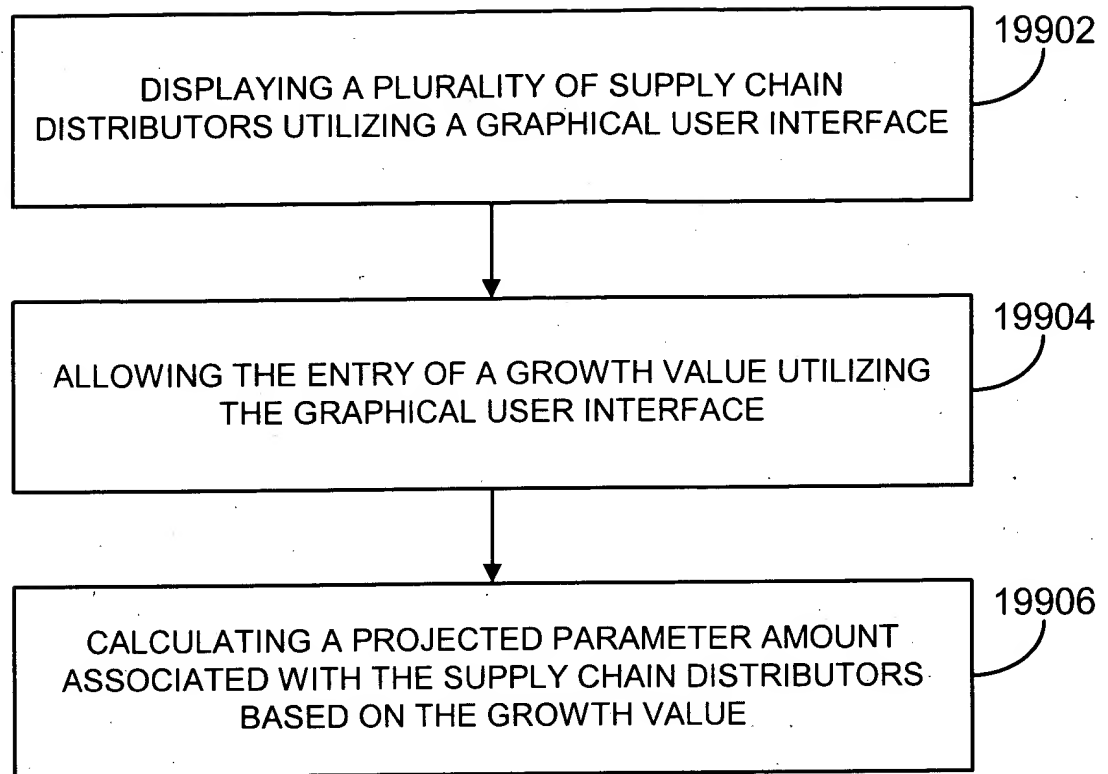 19902
DISPLAYING A PLURALITY OF SUPPLY CHAIN
DISTRIBUTORS UTILIZING A GRAPHICAL USER INTERFACE
19904
ALLOWING THE ENTRY OF A GROWTH VALUE UTILIZING
THE GRAPHICAL USER INTERFACE
19906
CALCULATING A PROJECTED PARAMETER AMOUNT
ASSOCIATED WITH THE SUPPLY CHAIN DISTRIBUTORS
BASED ON THE GROWTH VALUE